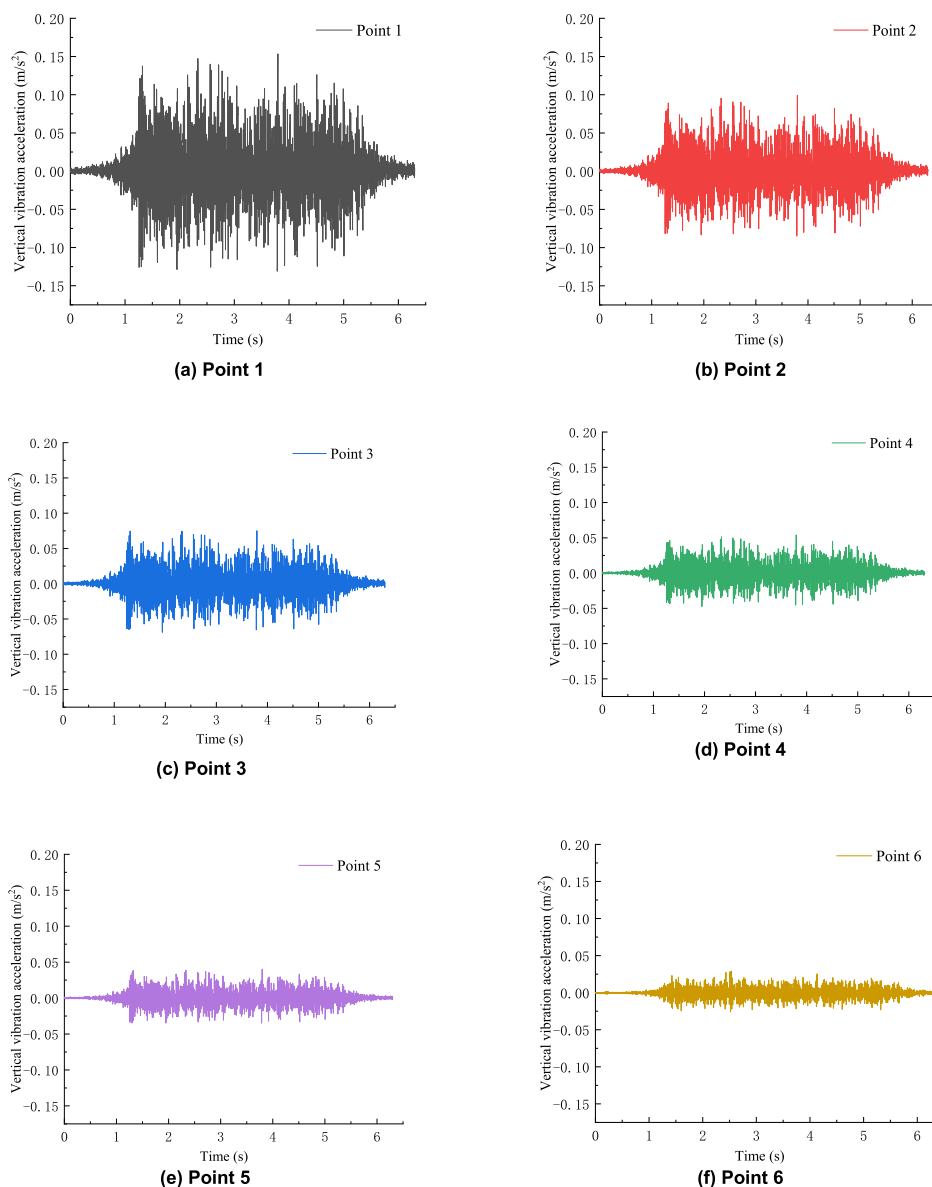 Point 1
Vertical vibration acceleration (m/s²)
0.20
0.15
0.10
0.05
0.00
−0.05
−0.10
−0.15
0 1 2 3 4 5 6
Time (s)
(a) Point 1
Point 2
Vertical vibration acceleration (m/s²)
0.20
0.15
0.10
0.05
0.00
−0.05
−0.10
−0.15
0 1 2 3 4 5 6
Time (s)
(b) Point 2
Point 3
Vertical vibration acceleration (m/s²)
0.20
0.15
0.10
0.05
0.00
−0.05
−0.10
−0.15
0 1 2 3 4 5 6
Time (s)
(c) Point 3
Point 4
Vertical vibration acceleration (m/s²)
0.20
0.15
0.10
0.05
0.00
−0.05
−0.10
−0.15
0 1 2 3 4 5 6
Time (s)
(d) Point 4
Point 5
Vertical vibration acceleration (m/s²)
0.20
0.15
0.10
0.05
0.00
−0.05
−0.10
−0.15
0 1 2 3 4 5 6
Time (s)
(e) Point 5
Point 6
Vertical vibration acceleration (m/s²)
0.20
0.15
0.10
0.05
0.00
−0.05
−0.10
−0.15
0 1 2 3 4 5 6
Time (s)
(f) Point 6